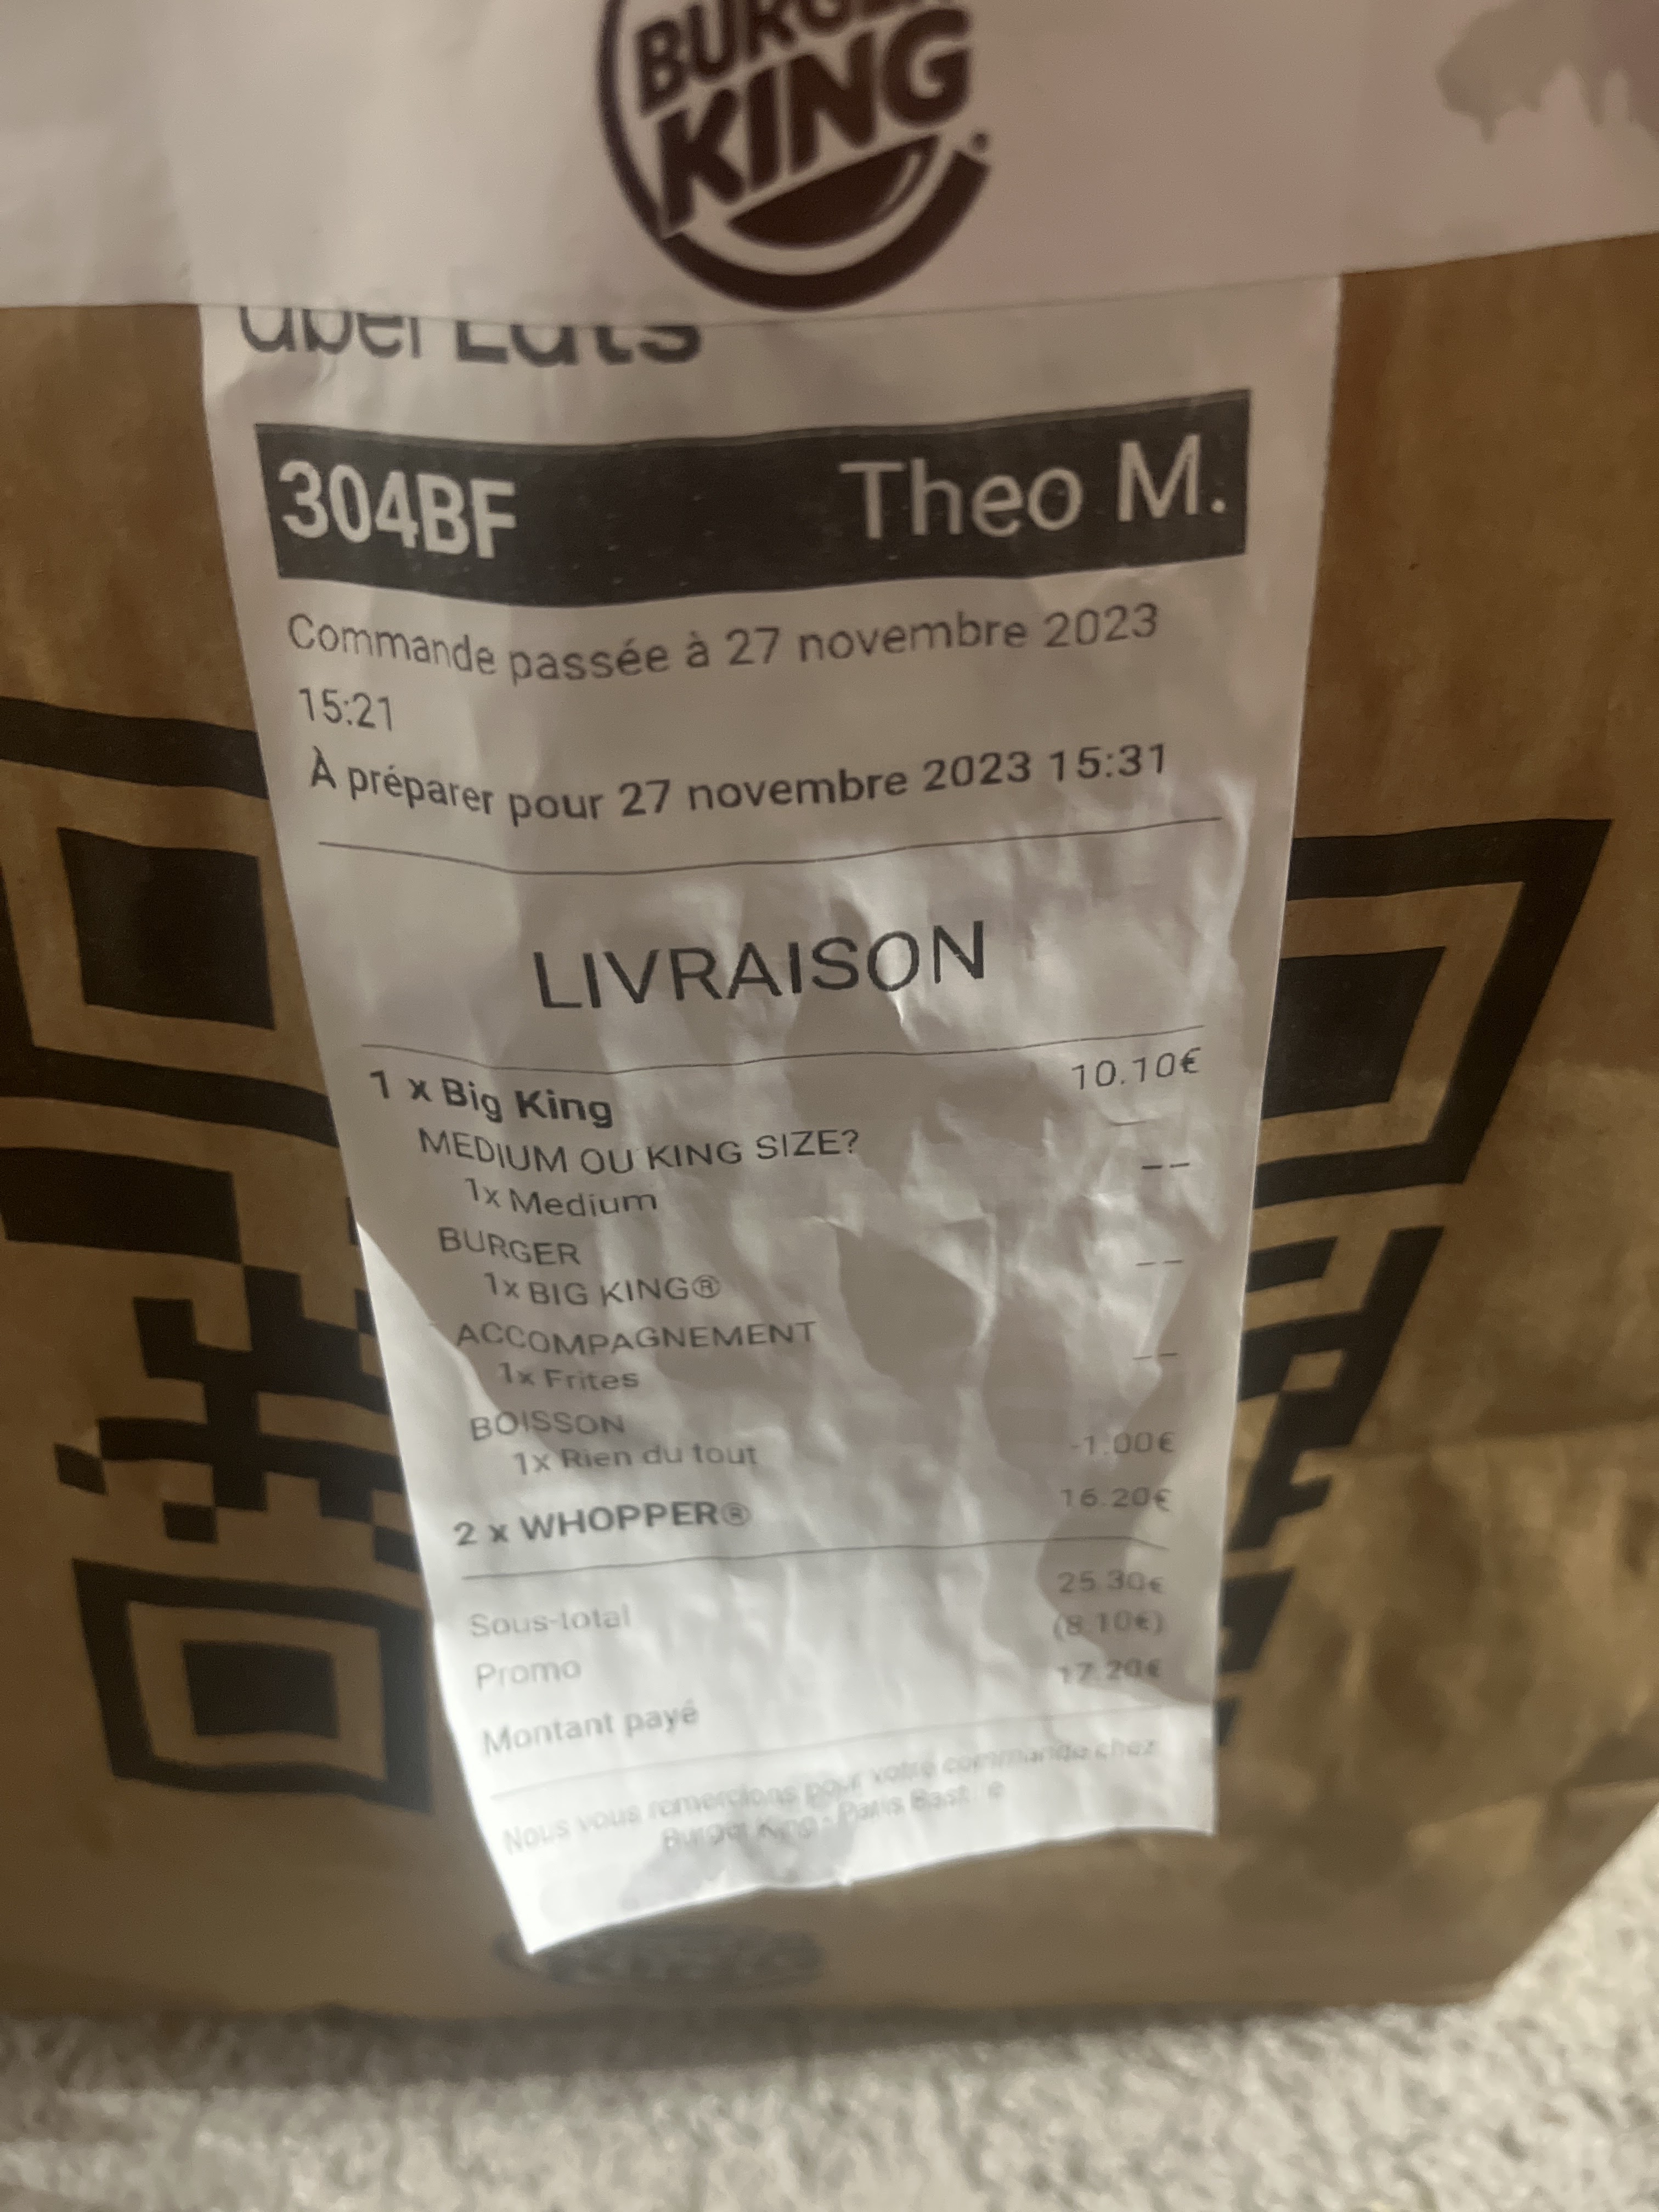 BURGER
KING
Uber Eats
304BF Theo M.
Commande passée à 27 novembre 2023
15:21
À préparer pour 27 novembre 2023 15:31
LIVRAISON
1 x Big King 10.10€
MEDIUM OU KING SIZE?
1x Medium --
BURGER
1x BIG KING® --
ACCOMPAGNEMENT
1x Frites --
BOISSON
1x Rien du tout -1.00€
2 x WHOPPER® 16.20€
Sous-total 25.30€
Promo (8.10€)
Montant payé 17.20€
Nous vous remercions pour votre commande chez
Burger King - Paris Bastille